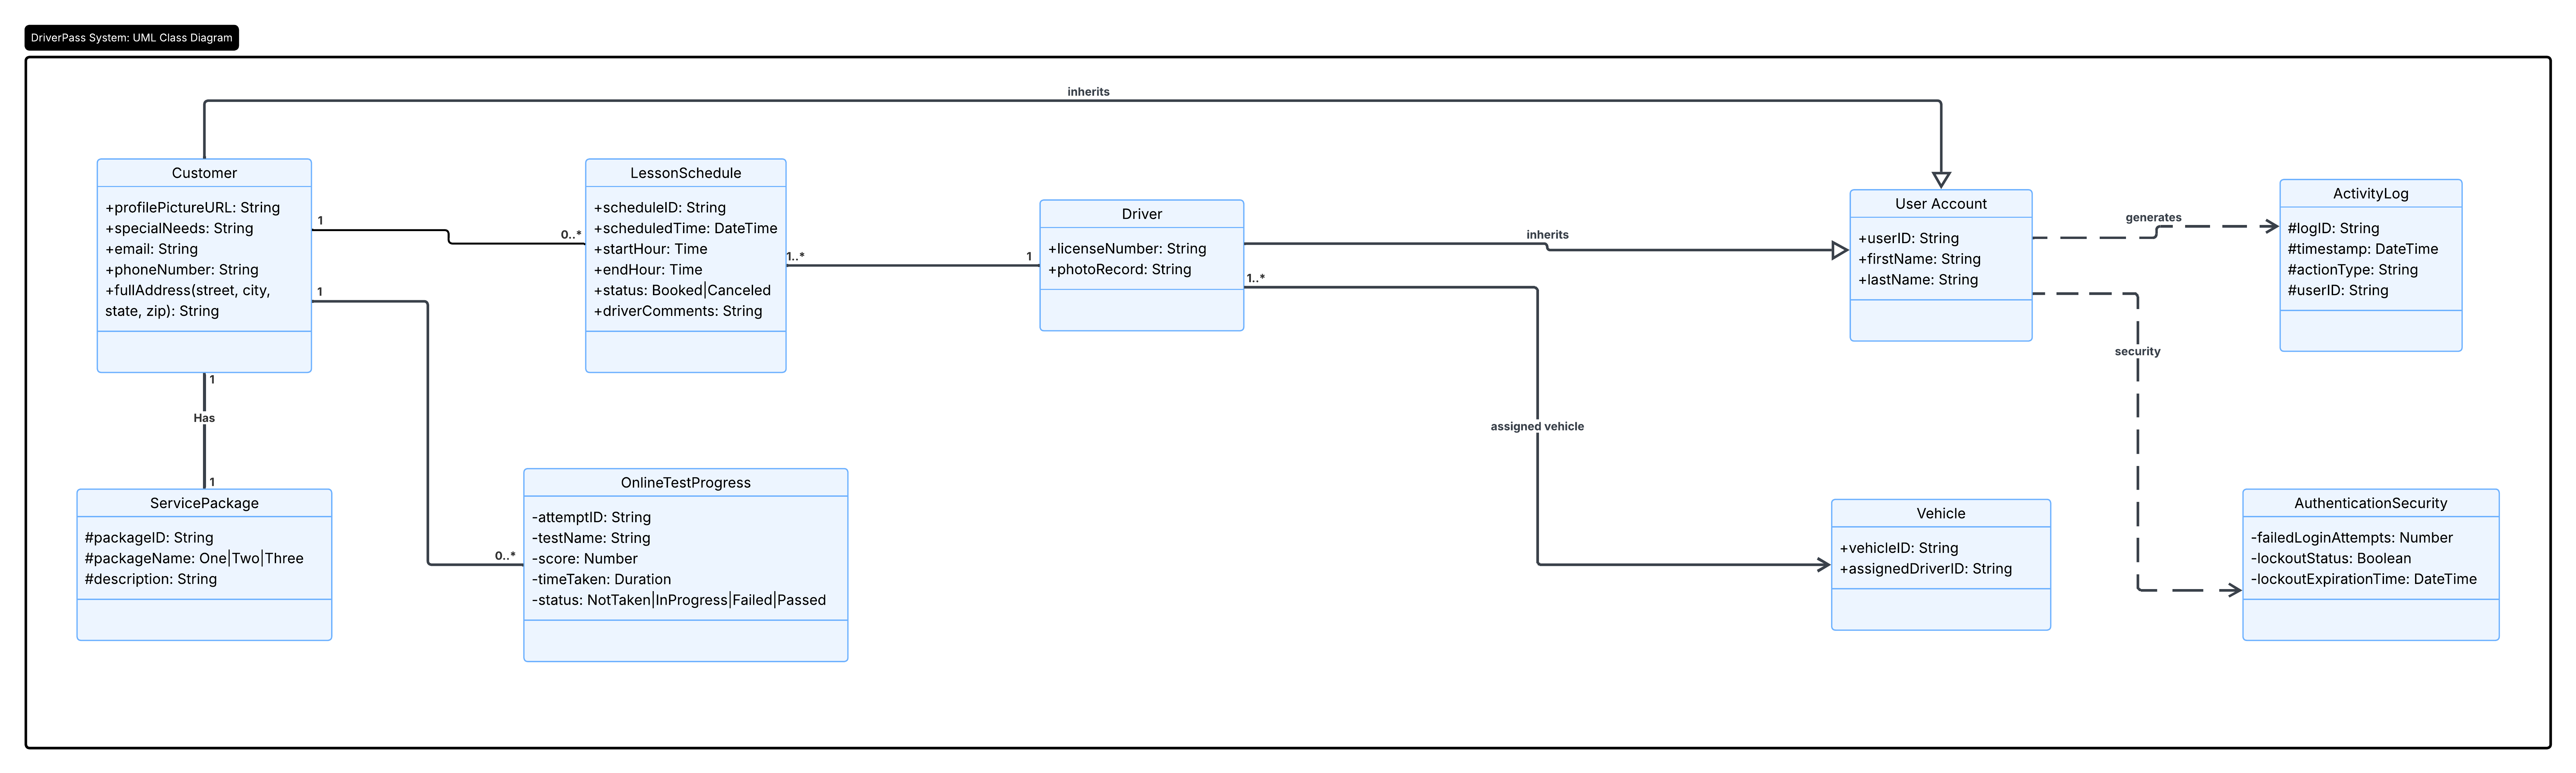 DriverPass System: UML Class Diagram
inherits
Customer
+profilePictureURL: String
+specialNeeds: String
+email: String
+phoneNumber: String
+fullAddress(street, city,
state, zip): String
1
0..*
1
LessonSchedule
+scheduleID: String
+scheduledTime: DateTime
+startHour: Time
+endHour: Time
+status: Booked|Canceled
+driverComments: String
1..*
1
Driver
+licenseNumber: String
+photoRecord: String
inherits
1..*
User Account
+userID: String
+firstName: String
+lastName: String
generates
ActivityLog
#logID: String
#timestamp: DateTime
#actionType: String
#userID: String
security
1
Has
1
assigned vehicle
ServicePackage
#packageID: String
#packageName: One|Two|Three
#description: String
OnlineTestProgress
-attemptID: String
-testName: String
-score: Number
-timeTaken: Duration
-status: NotTaken|InProgress|Failed|Passed
0..*
Vehicle
+vehicleID: String
+assignedDriverID: String
AuthenticationSecurity
-failedLoginAttempts: Number
-lockoutStatus: Boolean
-lockoutExpirationTime: DateTime